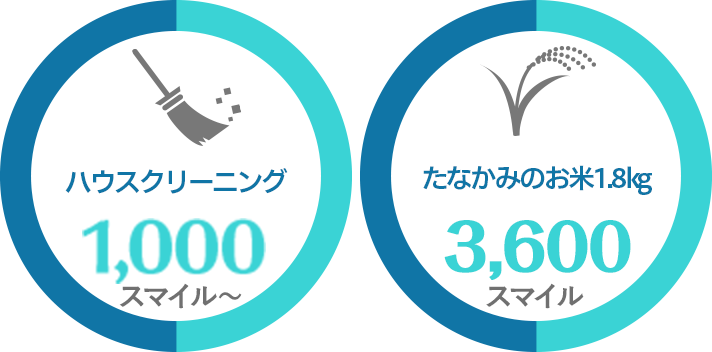 ハウスクリーニング
1,000
スマイル～
たなかみのお米1.8kg
3,600
スマイル